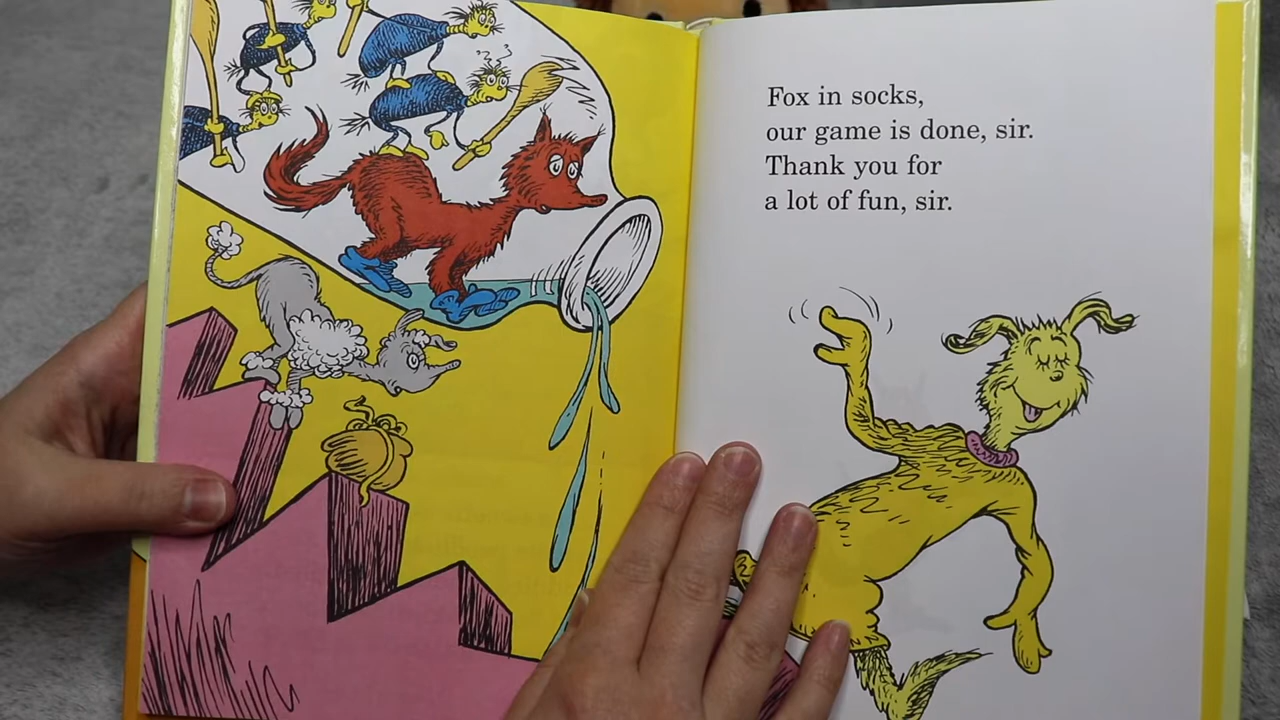 Fox in socks,
our game is done, sir.
Thank you for
a lot of fun, sir.